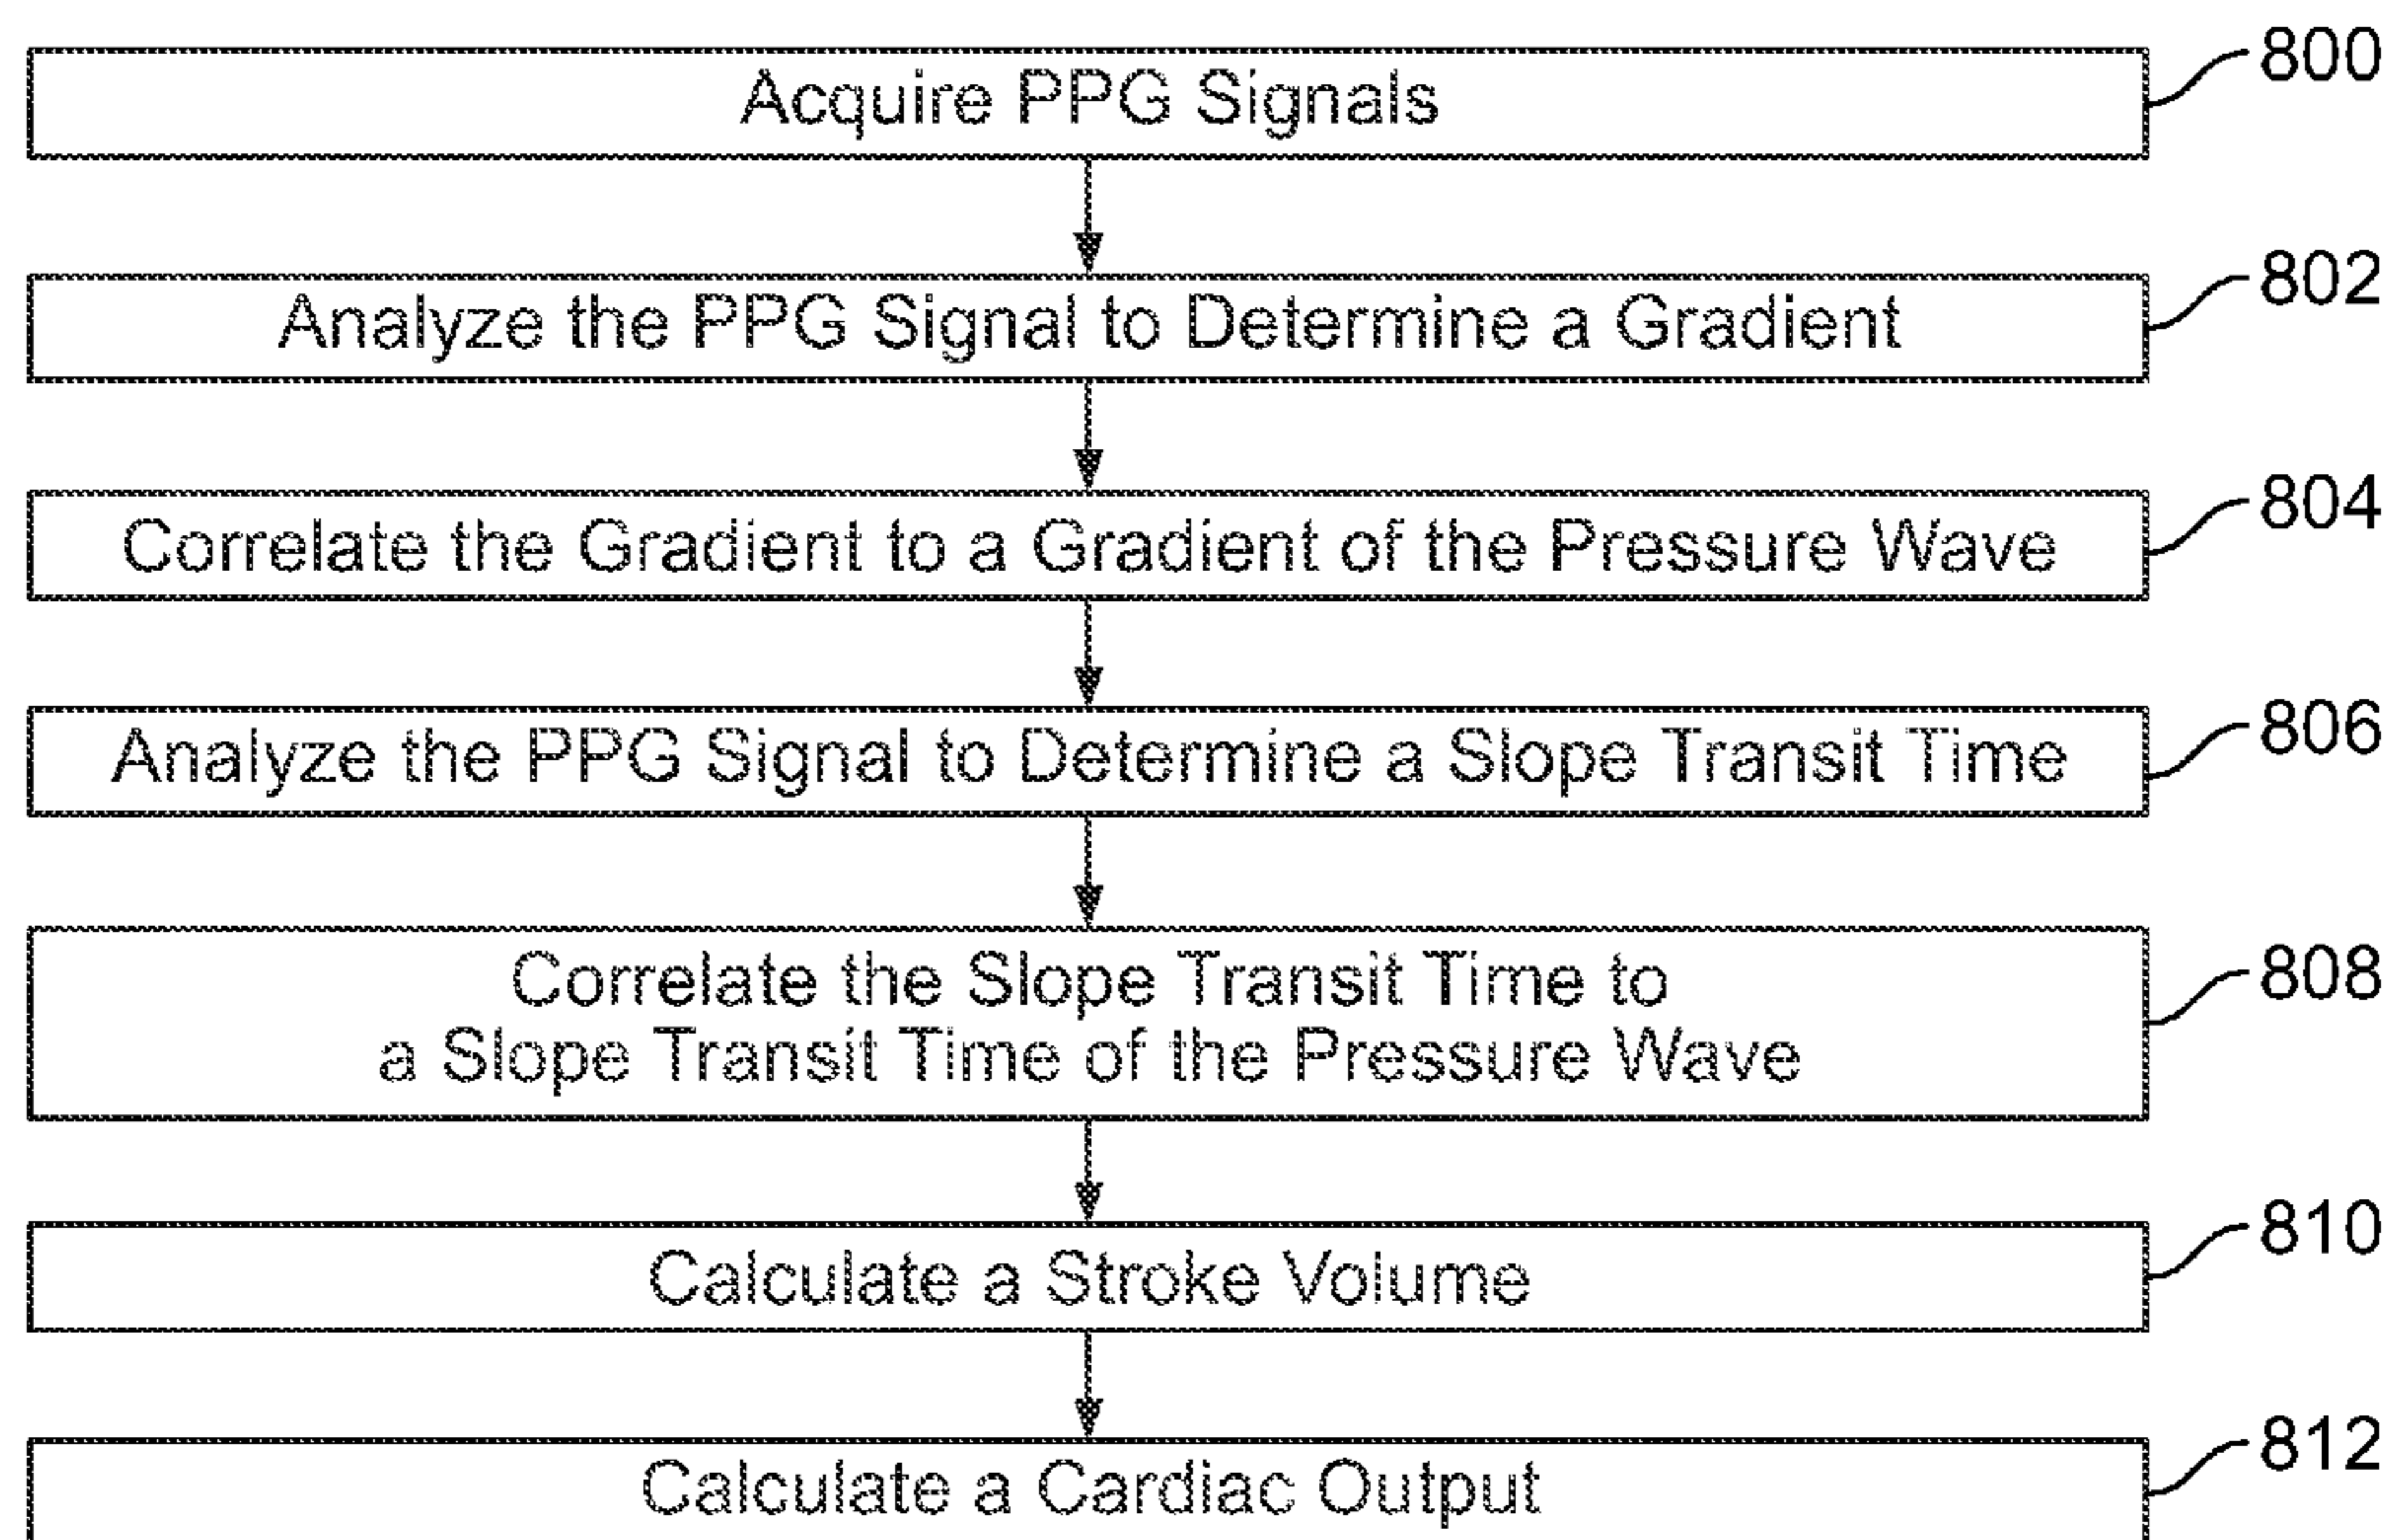 Acquire PPG Signals
800
Analyze the PPG Signal to Determine a Gradient
802
Correlate the Gradient to a Gradient of the Pressure Wave
804
Analyze the PPG Signal to Determine a Slope Transit Time
806
Correlate the Slope Transit Time to
a Slope Transit Time of the Pressure Wave
808
Calculate a Stroke Volume
810
Calculate a Cardiac Output
812